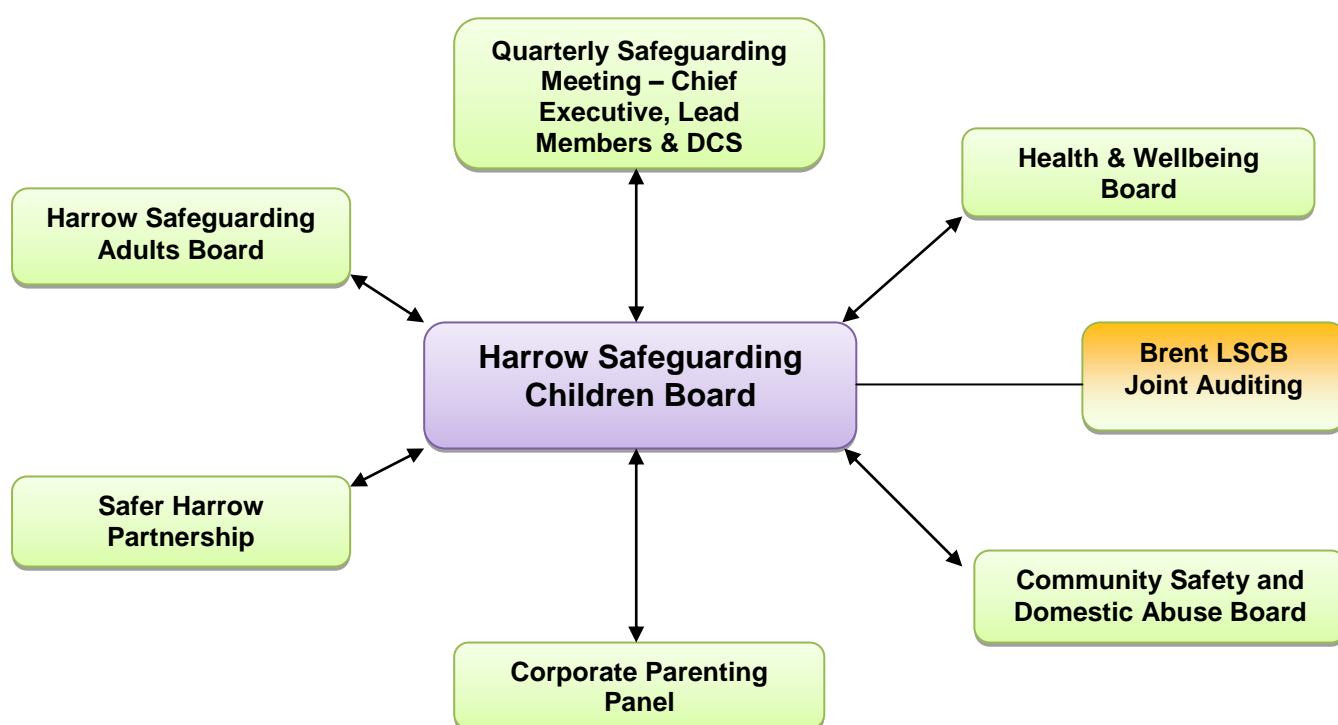 Quarterly Safeguarding
Meeting – Chief
Executive, Lead
Members & DCS
Health & Wellbeing
Board
Harrow Safeguarding
Adults Board
Harrow Safeguarding
Children Board
Brent LSCB
Joint Auditing
Safer Harrow
Partnership
Community Safety and
Domestic Abuse Board
Corporate Parenting
Panel